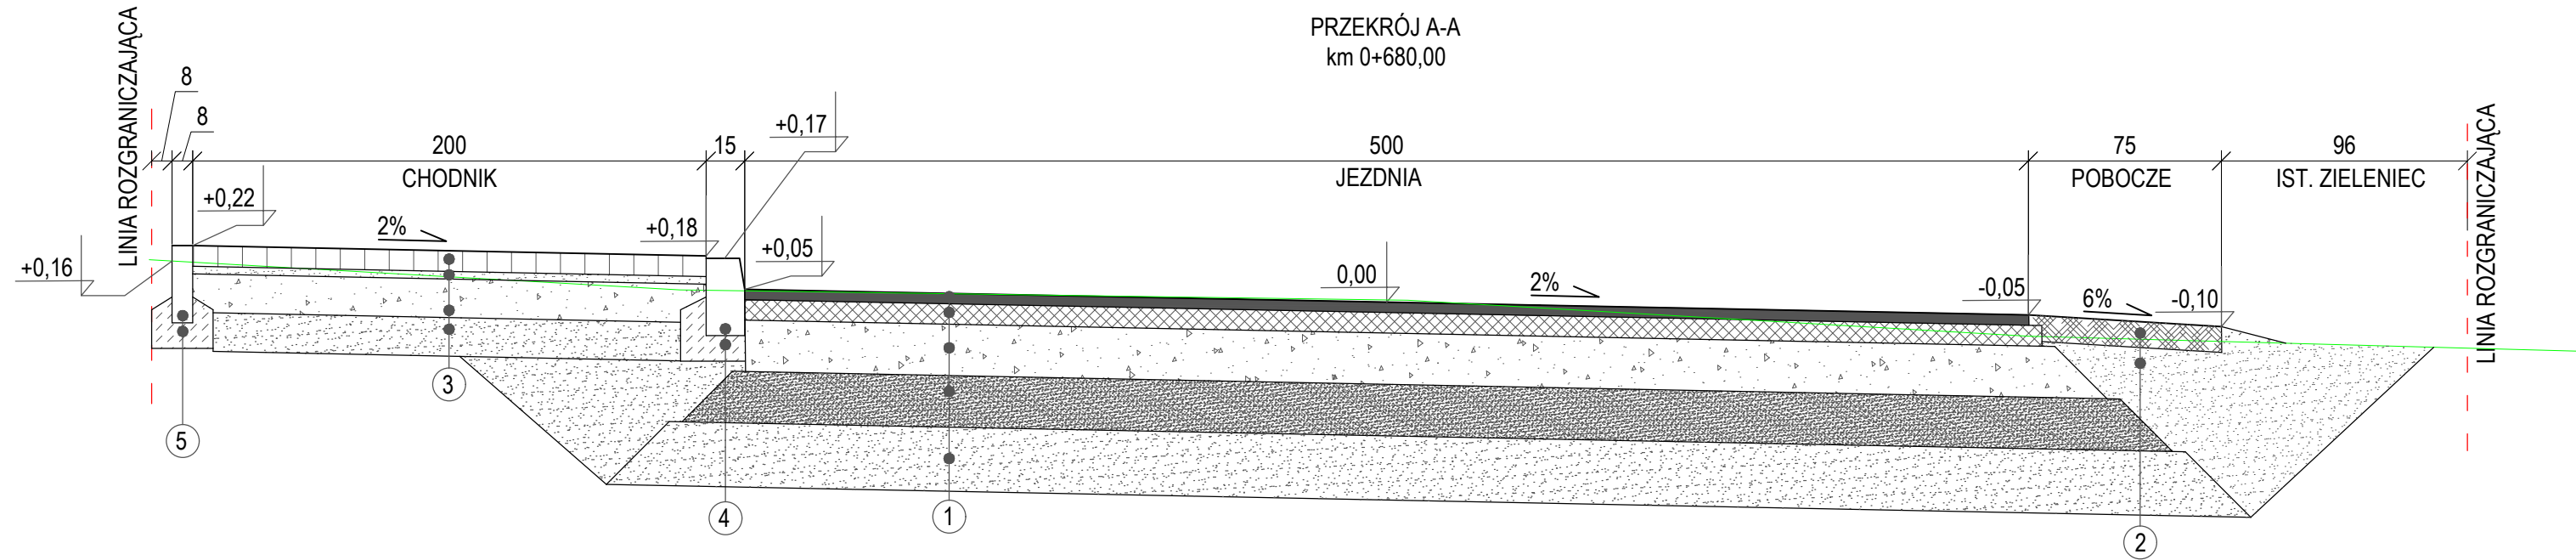 PRZEKRÓJ A-A
km 0+680,00
LINIA ROZGRANICZAJĄCA
8
8
200
CHODNIK
15
+0,17
500
JEZDNIA
75
POBOCZE
96
IST. ZIELENIEC
LINIA ROZGRANICZAJĄCA
+0,22
+0,16
2%
+0,18
+0,05
0,00
2%
-0,05
6%
-0,10
5
3
4
1
2